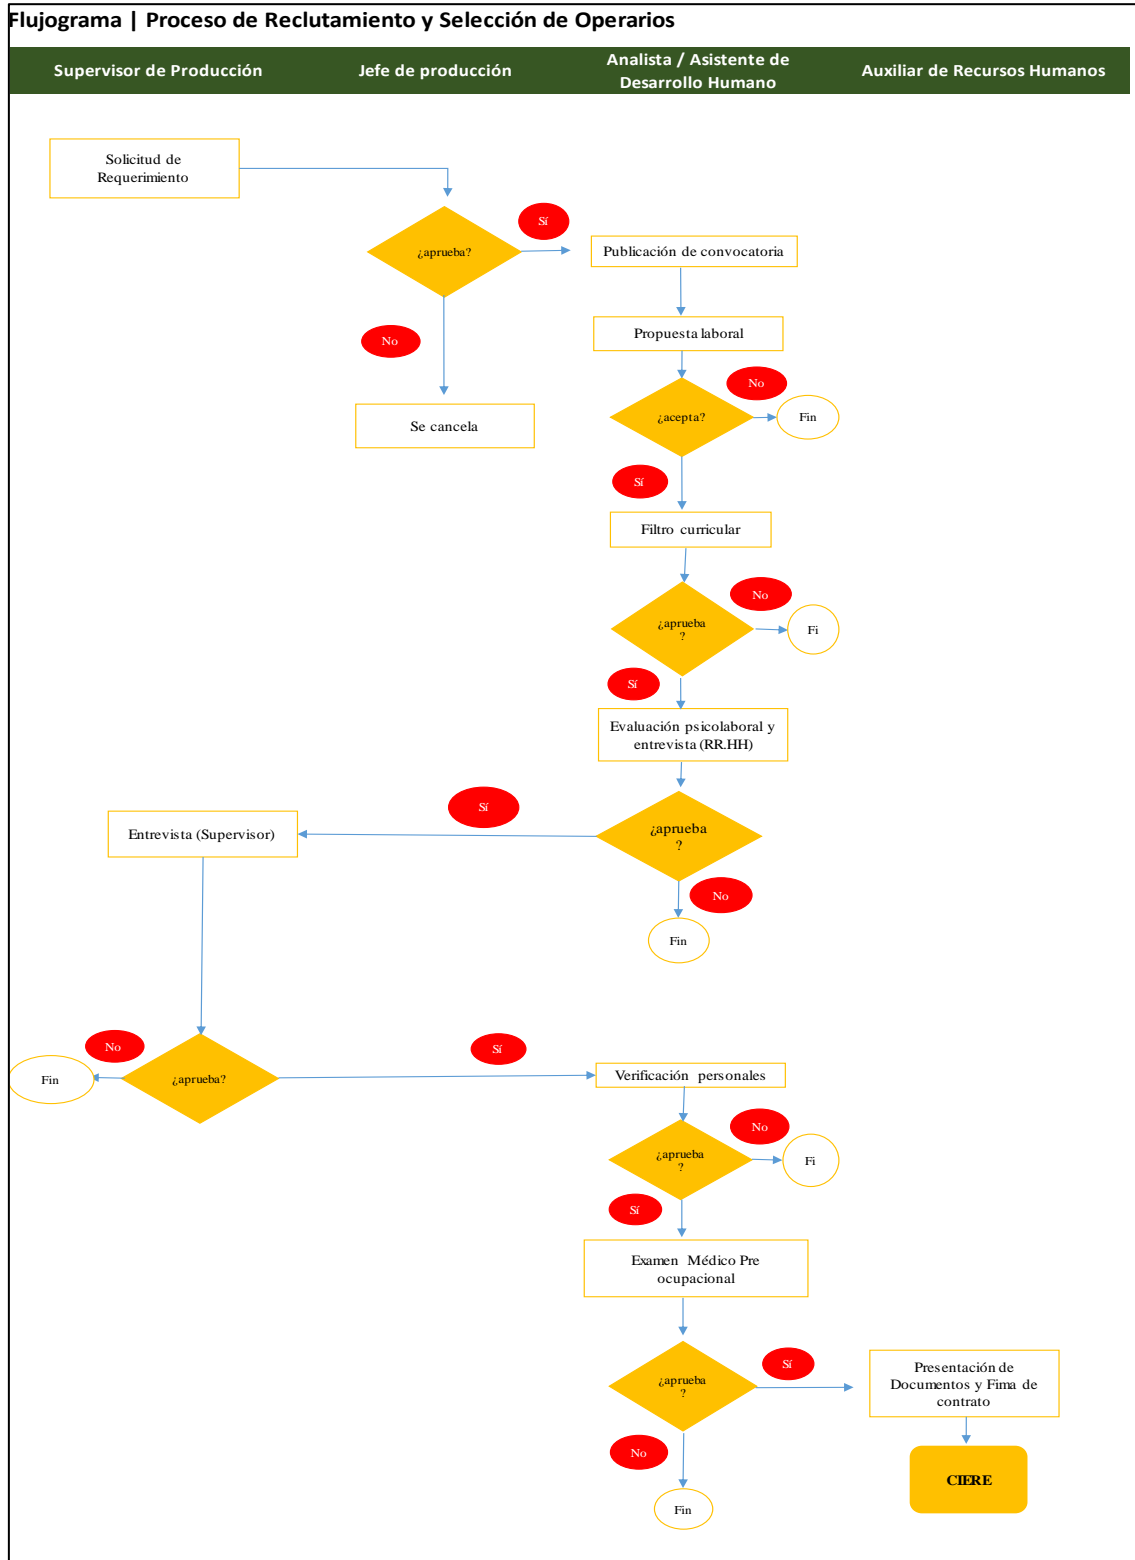 Flujograma | Proceso de Reclutamiento y Selección de Operarios
Supervisor de Producción
Jefe de producción
Analista / Asistente de
Desarrollo Humano
Auxiliar de Recursos Humanos
Solicitud de
Requerimiento
¿aprueba?
Sí
Publicación de convocatoria
No
Propuesta laboral
Se cancela
¿acepta?
No
Fin
Sí
Filtro curricular
¿aprueba
?
No
Fi
Sí
Evaluación psicolaboral y
entrevista (RR.HH)
¿aprueba
?
Sí
Entrevista (Supervisor)
No
Fin
¿aprueba?
No
Fin
Sí
Verificación personales
¿aprueba
?
No
Fi
Sí
Examen Médico Pre
ocupacional
¿aprueba
?
Sí
Presentación de
Documentos y Fima de
contrato
No
Fin
CIERE